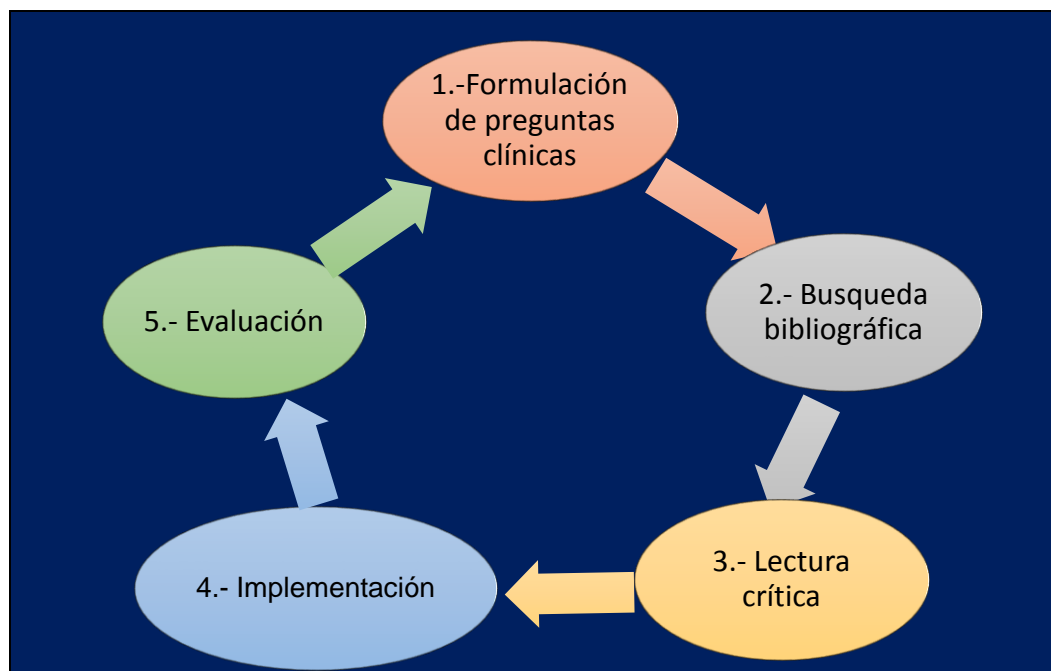 1.-Formulación
de preguntas
clínicas
2.- Busqueda
bibliográfica
3.- Lectura
crítica
4.- Implementación
5.- Evaluación